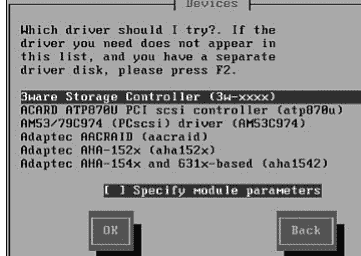 Devices
Which driver should I try?. If the
driver you need does not appear in
this list, and you have a separate
driver disk, please press F2.
3ware Storage Controller (3w-xxxx)
ACARD ATP870U PCI scsi controller (atp870u)
AM53/79C974 (PCscsi) driver (AM53C974)
Adaptec AACRAID (aacraid)
Adaptec AHA-152x (aha152x)
Adaptec AHA-154x and 631x-based (aha1542)
[ ] Specify module parameters
OK
Back